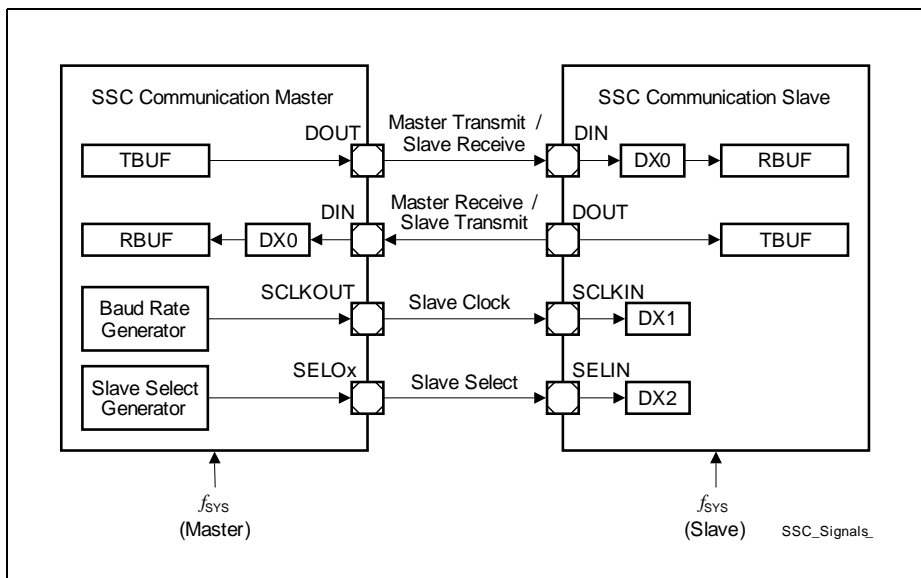 SSC Communication Master
SSC Communication Slave
DOUT
Master Transmit /
Slave Receive
DIN
TBUF
DX0
RBUF
DIN
Master Receive /
Slave Transmit
DOUT
RBUF
DX0
TBUF
SCLKOUT
Slave Clock
SCLKIN
Baud Rate
Generator
DX1
SELOx
Slave Select
SELIN
Slave Select
Generator
DX2
fSYS
(Master)
fSYS
(Slave)
SSC_Signals_